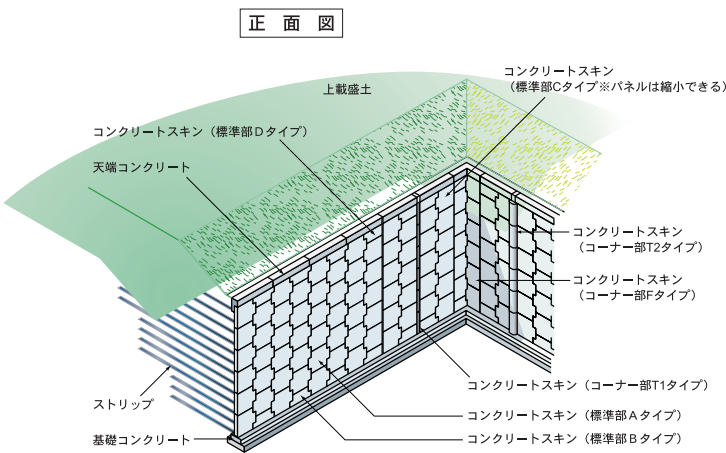 正面図
コンクリートスキン
(標準部Cタイプ※パネルは縮小できる)
上載盛土
コンクリートスキン(標準部Dタイプ)
天端コンクリート
コンクリートスキン
(コーナー部T2タイプ)
コンクリートスキン
(コーナー部Fタイプ)
コンクリートスキン(コーナー部T1タイプ)
ストリップ
コンクリートスキン(標準部Aタイプ)
基礎コンクリート
コンクリートスキン(標準部Bタイプ)